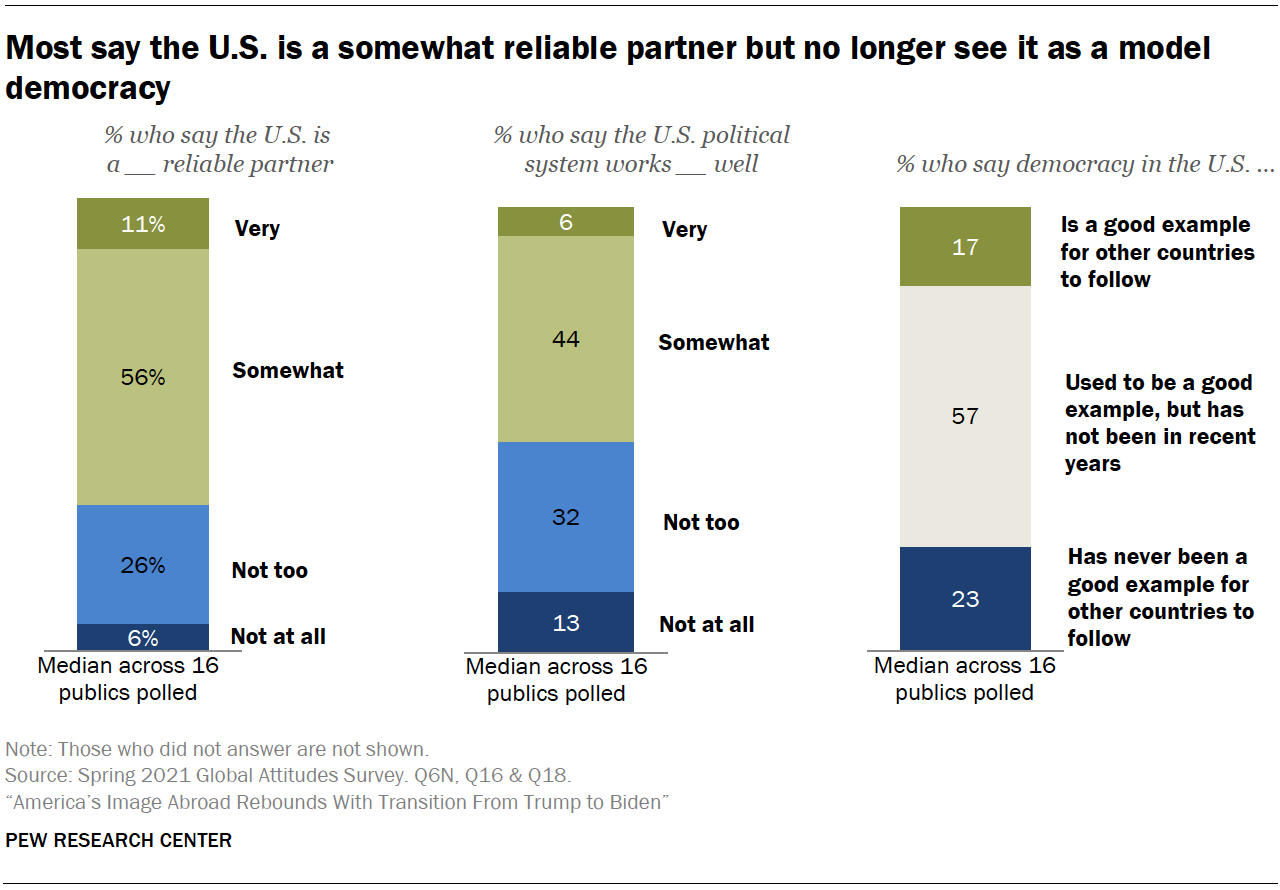 Most say the U.S. is a somewhat reliable partner but no longer see it as a model
democracy
% who say the U.S. is
a __ reliable partner
11%
Very
56%
Somewhat
26%
Not too
6%
Not at all
Median across 16
publics polled
% who say the U.S. political
system works __ well
6
Very
44
Somewhat
32
Not too
13
Not at all
Median across 16
publics polled
% who say democracy in the U.S. ...
17
Is a good example
for other countries
to follow
57
Used to be a good
example, but has
not been in recent
years
23
Has never been a
good example for
other countries to
follow
Median across 16
publics polled
Note: Those who did not answer are not shown.
Source: Spring 2021 Global Attitudes Survey. Q6N, Q16 & Q18.
“America’s Image Abroad Rebounds With Transition From Trump to Biden”
PEW RESEARCH CENTER